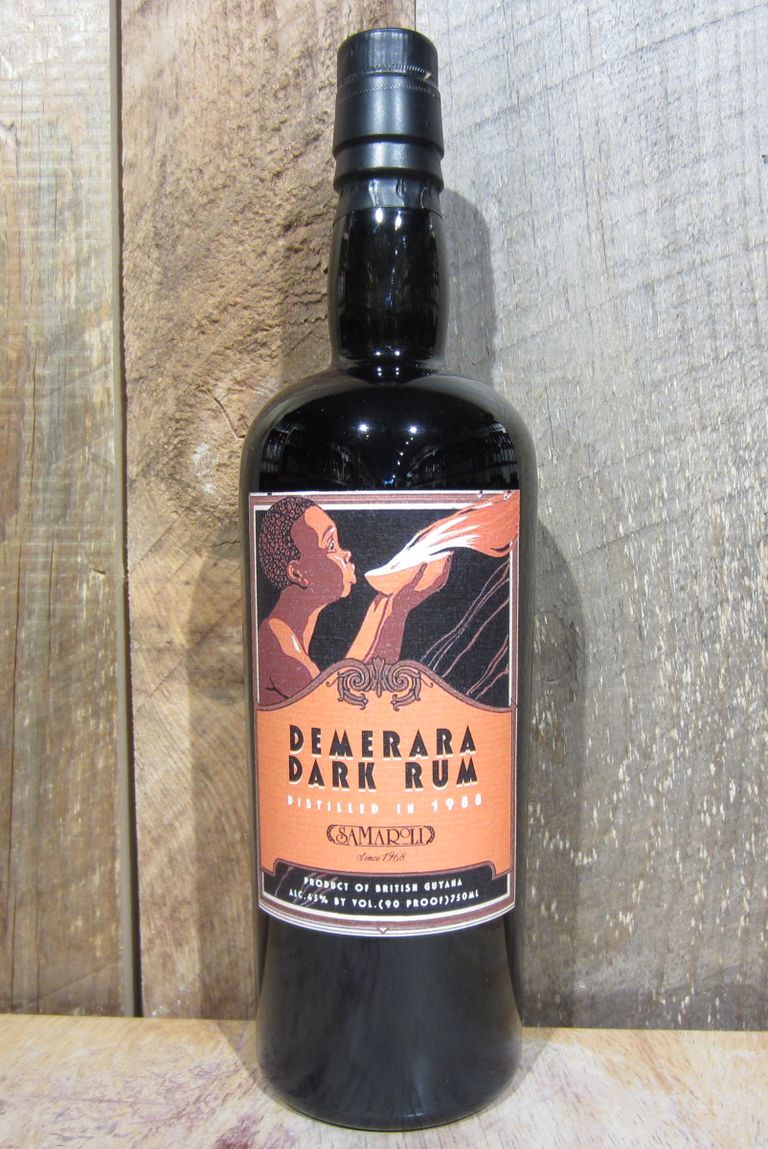 DEMERARA
DARK RUM
DISTILLED IN 1988
SAMAROLI
Since 1968
PRODUCT OF BRITISH GUYANA
ALC.45% BY VOL.(90 PROOF)750ML